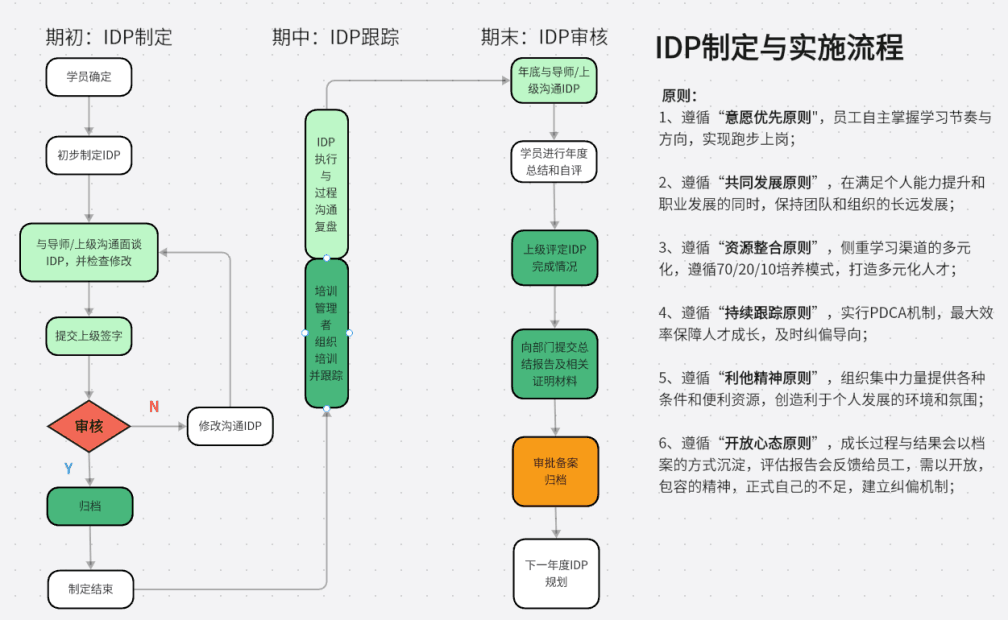 期初：IDP制定
学员确定
初步制定IDP
与导师/上级沟通面谈
IDP，并检查修改
提交上级签字
审核
N
修改沟通IDP
Y
归档
制定结束
期中：IDP跟踪
IDP
执行
与
过程
沟通
复盘
培训
管理
者
组织
培训
并跟踪
期末：IDP审核
年底与导师/上
级沟通IDP
学员进行年度
总结和自评
上级评定IDP
完成情况
向部门提交总
结报告及相关
证明材料
审批备案
归档
下一年度IDP
规划
IDP制定与实施流程
原则：
1、遵循“意愿优先原则"，员工自主掌握学习节奏与
方向，实现跑步上岗；
2、遵循“共同发展原则”，在满足个人能力提升和
职业发展的同时，保持团队和组织的长远发展；
3、遵循“资源整合原则”，侧重学习渠道的多元
化，遵循70/20/10培养模式，打造多元化人才；
4、遵循“持续跟踪原则”，实行PDCA机制，最大效
率保障人才成长，及时纠偏导向；
5、遵循“利他精神原则”，组织集中力量提供各种
条件和便利资源，创造利于个人发展的环境和氛围；
6、遵循“开放心态原则”，成长过程与结果会以档
案的方式沉淀，评估报告会反馈给员工，需以开放，
包容的精神，正式自己的不足，建立纠偏机制；